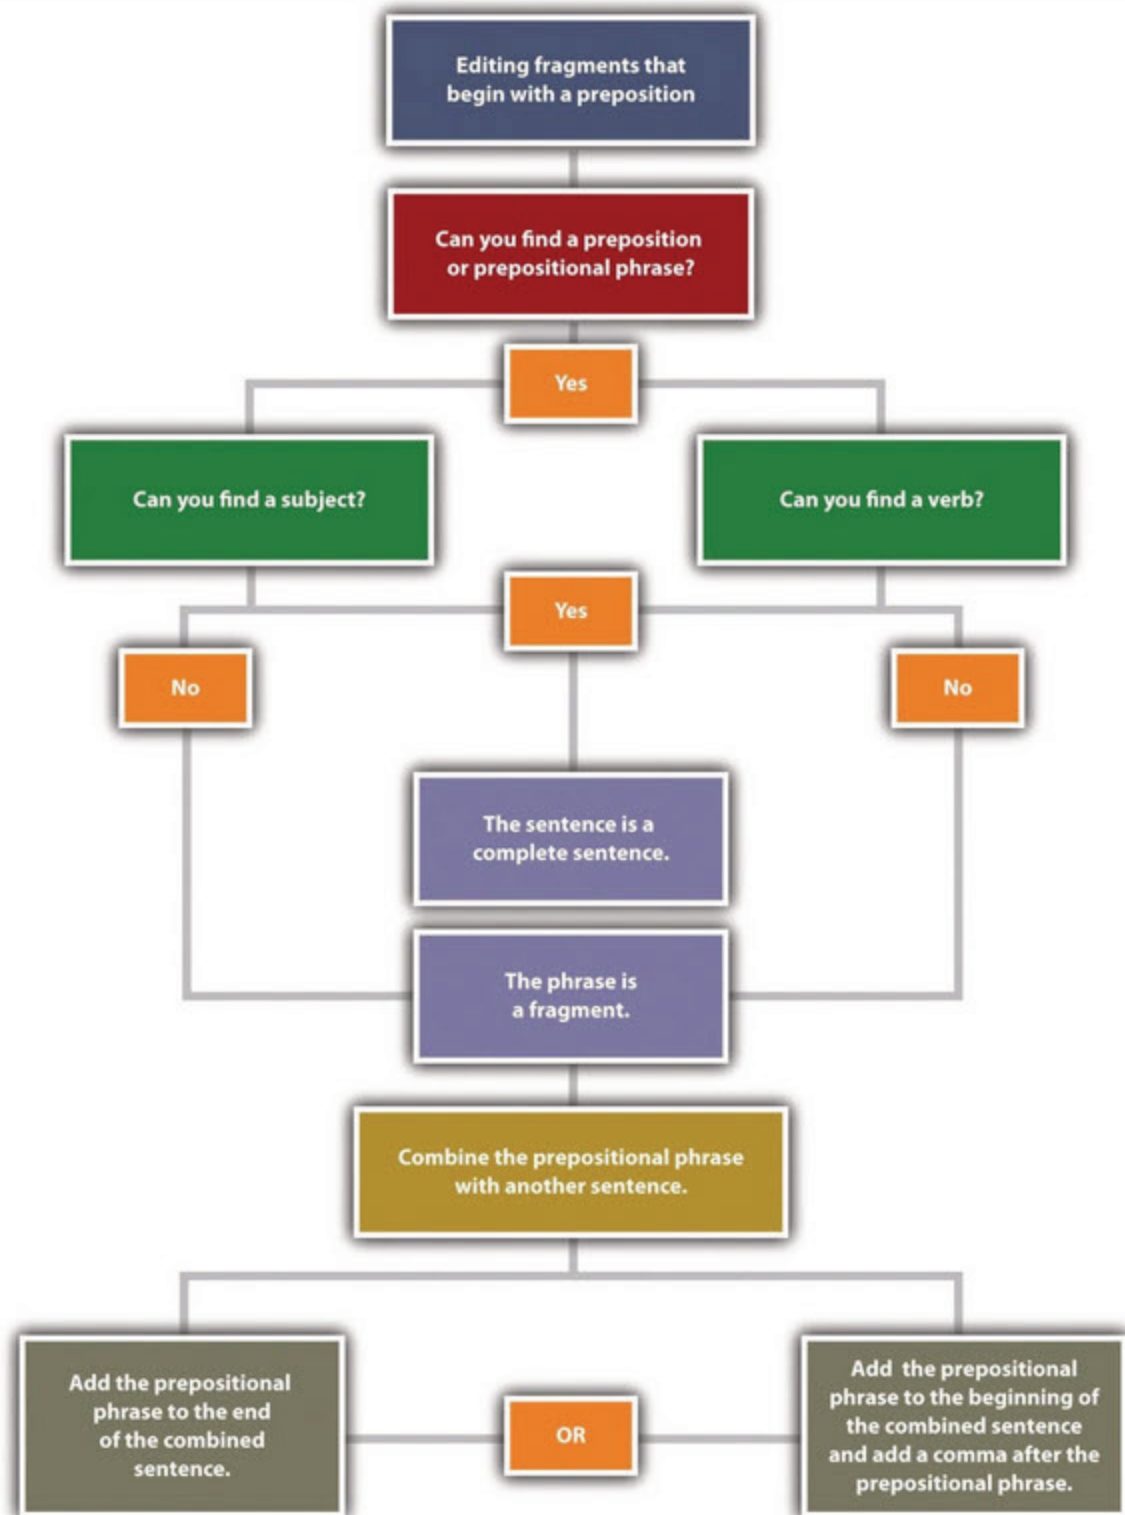 Editing fragments that
begin with a preposition
Can you find a preposition
or prepositional phrase?
Yes
Can you find a subject?
Can you find a verb?
Yes
No
No
The sentence is a
complete sentence.
The phrase is
a fragment.
Combine the prepositional phrase
with another sentence.
Add the prepositional
phrase to the end
of the combined
sentence.
OR
Add the prepositional
phrase to the beginning of
the combined sentence
and add a comma after the
prepositional phrase.